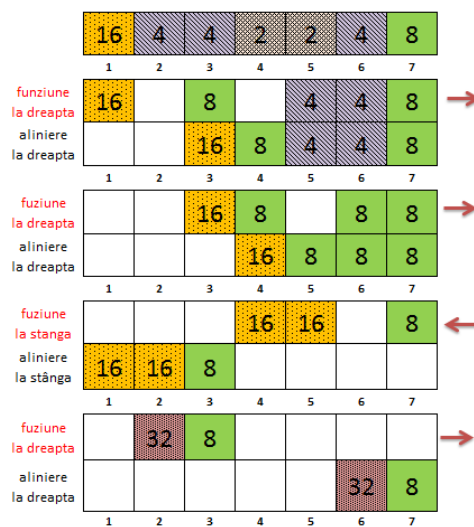 16 4 4 2 2 4 8
1 2 3 4 5 6 7
funziune 16 8 4 4 8
la dreapta
aliniere 16 8 4 4 8
la dreapta
1 2 3 4 5 6 7
fuziune 16 8 8 8
la dreapta
aliniere 16 8 8 8
la dreapta
1 2 3 4 5 6 7
fuziune 16 16 8
la stanga
aliniere 16 16 8
la stânga
1 2 3 4 5 6 7
fuziune 32 8
la dreapta
aliniere 32 8
la dreapta
1 2 3 4 5 6 7